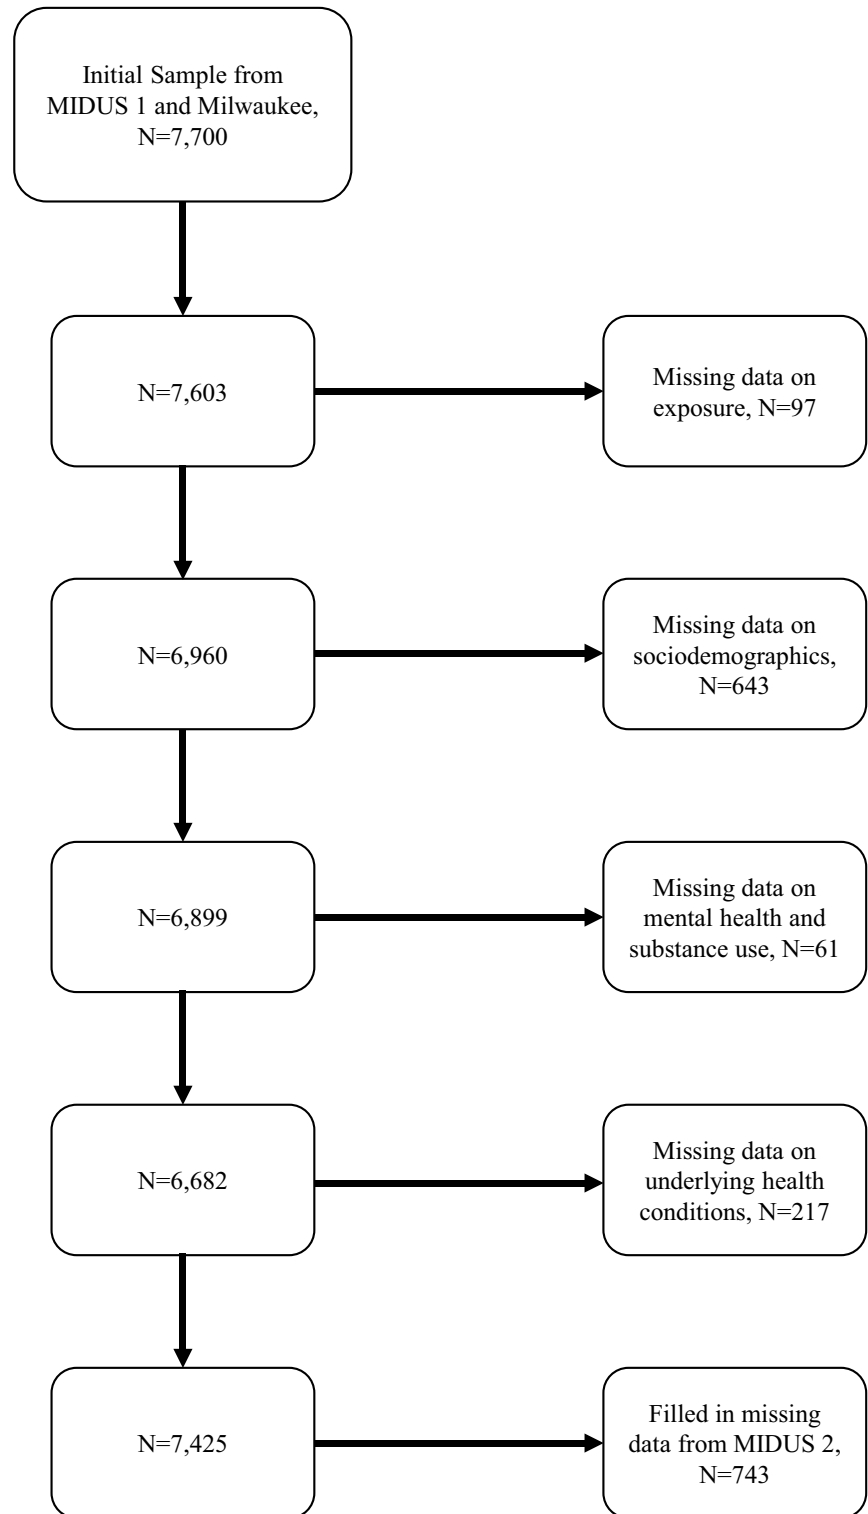 Initial Sample from
MIDUS 1 and Milwaukee,
N=7,700
N=7,603
Missing data on
exposure, N=97
N=6,960
Missing data on
sociodemographics,
N=643
N=6,899
Missing data on
mental health and
substance use, N=61
N=6,682
Missing data on
underlying health
conditions, N=217
N=7,425
Filled in missing
data from MIDUS 2,
N=743